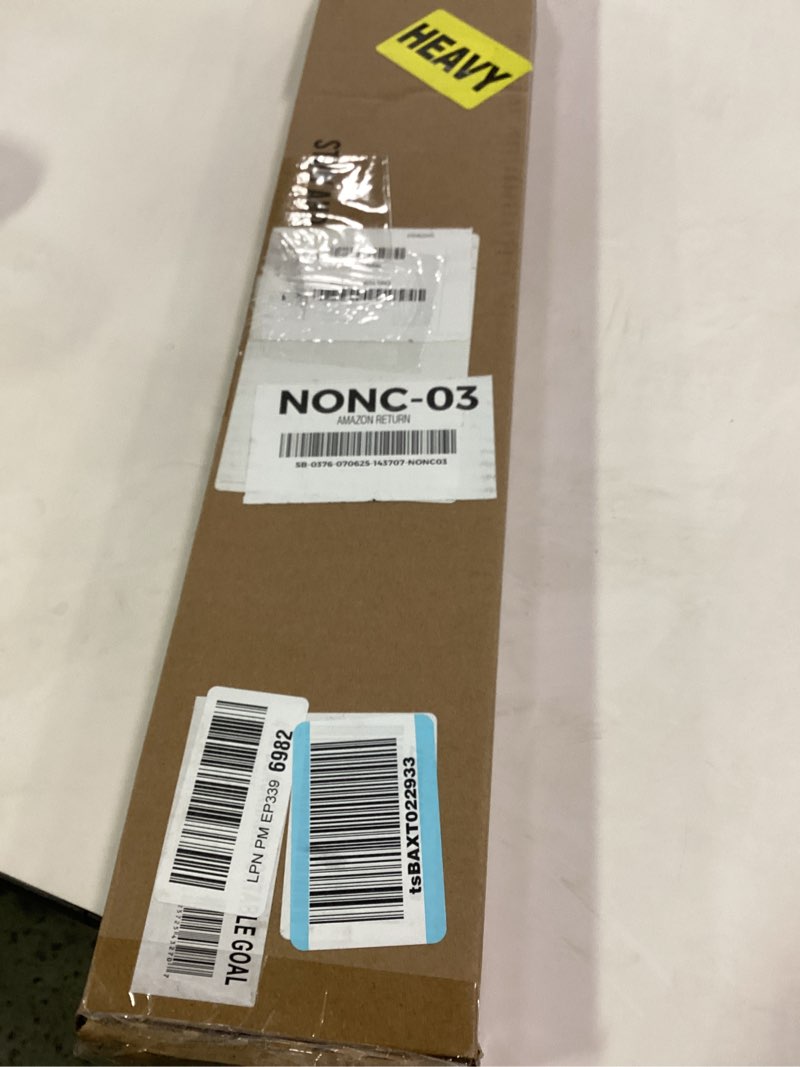 HEAVY
NONC-03
AMAZON RETURN
SB-0376-070625-143707-NONC03
LPN PM EP339 6982
tsBAXT022933
LE GOAL